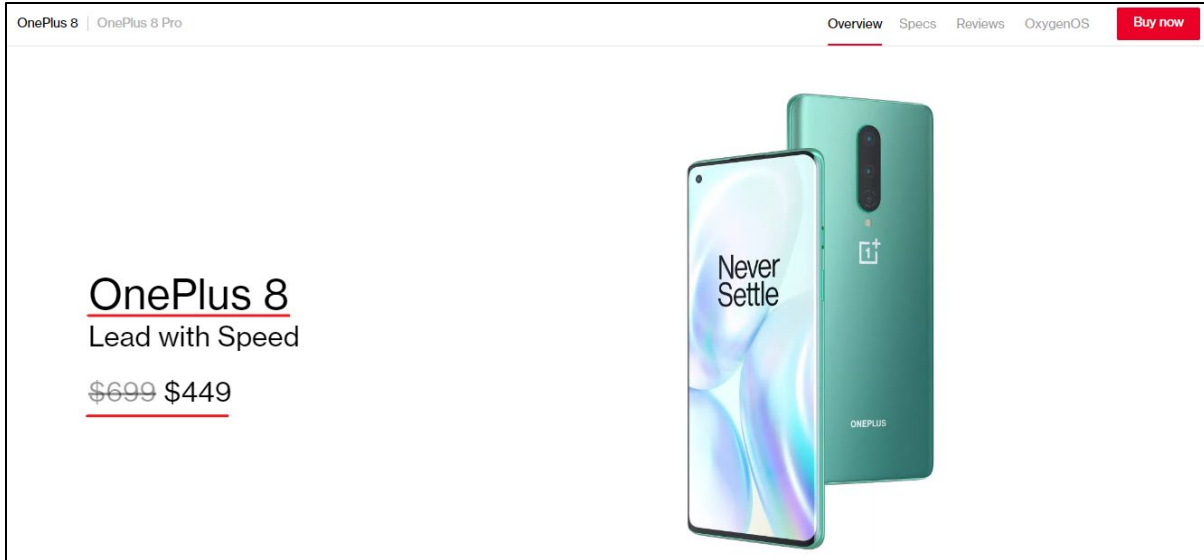 OnePlus 8 | OnePlus 8 Pro
Overview Specs Reviews OxygenOS Buy now
Never
Settle
OnePlus 8
Lead with Speed
$699 $449
ONEPLUS